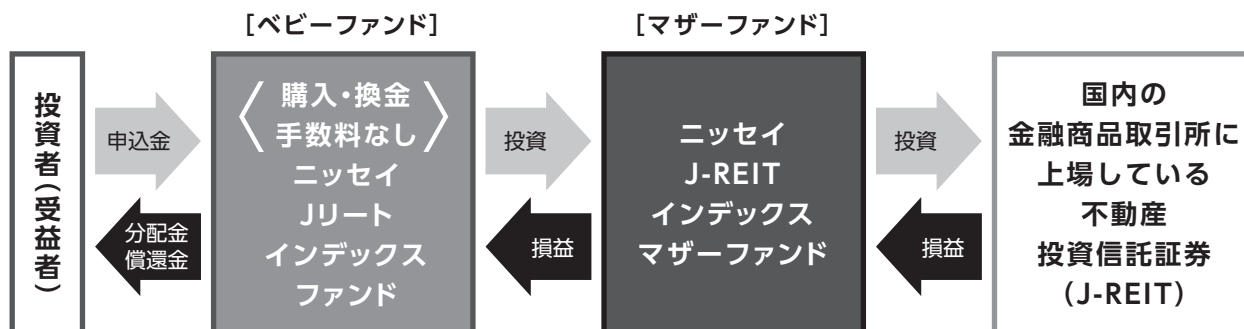 [ベビーファンド]
[マザーファンド]
投資者(受益者)
申込金
分配金
償還金
〈購入・換金
手数料なし〉
ニッセイ
Jリート
インデックス
ファンド
投資
損益
ニッセイ
J-REIT
インデックス
マザーファンド
投資
損益
国内の
金融商品取引所に
上場している
不動産
投資信託証券
(J-REIT)